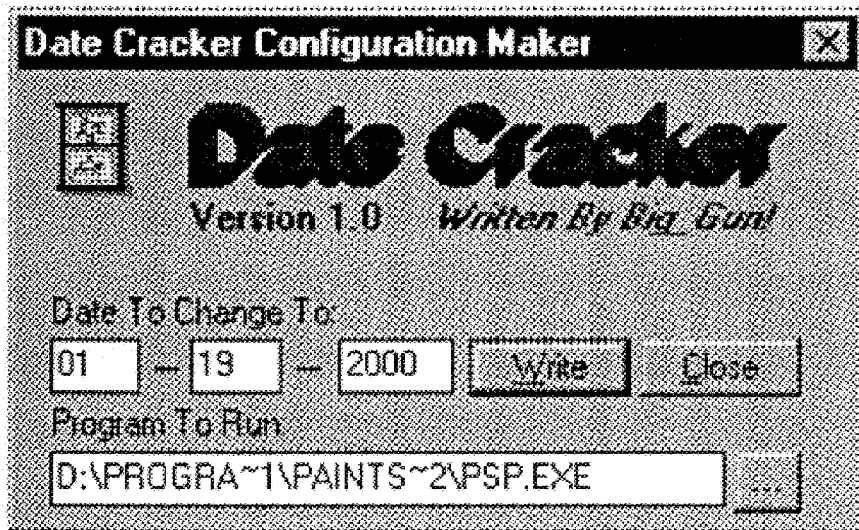 Date Cracker Configuration Maker
Date Cracker
Version 1.0 Written By Big_Gun!
Date To Change To:
01 - 19 - 2000 Write Close
Program To Run
D:\PROGRA~1\PAINTS~2\PSP.EXE ...